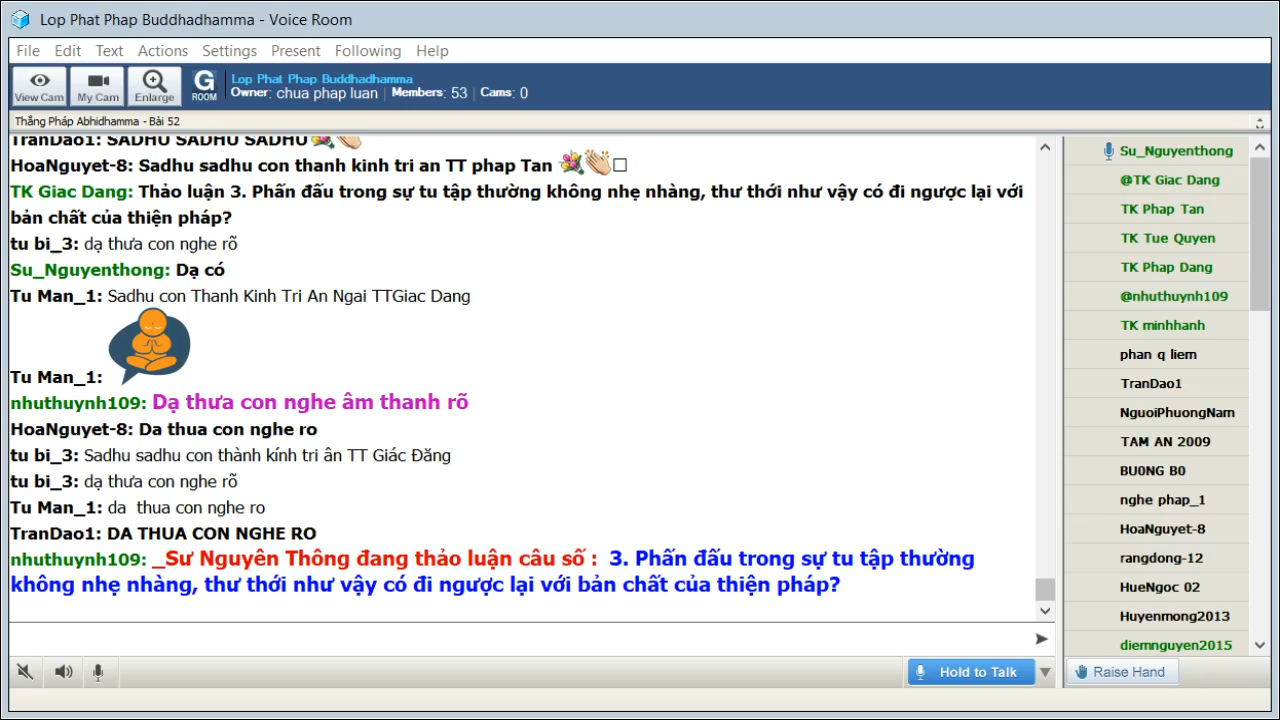 Lop Phat Phap Buddhadhamma - Voice Room
File Edit Text Actions Settings Present Following Help
View Cam My Cam Enlarge G ROOM
Lop Phat Phap Buddhadhamma
Owner: chua phap luan | Members: 53 | Cams: 0
Thắng Pháp Abhidhamma - Bài 52
TranDao1: SADHU SADHU SADHU
HoaNguyet-8: Sadhu sadhu con thanh kinh tri an TT phap Tan
TK Giac Dang: Thảo luận 3. Phấn đấu trong sự tu tập thường không nhẹ nhàng, thư thới như vậy có đi ngược lại với
bản chất của thiện pháp?
tu bi_3: dạ thưa con nghe rõ
Su_Nguyenthong: Dạ có
Tu Man_1: Sadhu con Thanh Kinh Tri An Ngai TTGiac Dang
Tu Man_1:
nhuthuynh109: Dạ thưa con nghe âm thanh rõ
HoaNguyet-8: Da thua con nghe ro
tu bi_3: Sadhu sadhu con thành kính tri ân TT Giác Đăng
tu bi_3: dạ thưa con nghe rõ
Tu Man_1: da  thua con nghe ro
TranDao1: DA THUA CON NGHE RO
nhuthuynh109: _Sư Nguyên Thông đang thảo luận câu số :  3. Phấn đấu trong sự tu tập thường
không nhẹ nhàng, thư thới như vậy có đi ngược lại với bản chất của thiện pháp?
Su_Nguyenthong
@TK Giac Dang
TK Phap Tan
TK Tue Quyen
TK Phap Dang
@nhuthuynh109
TK minhhanh
phan q liem
TranDao1
NguoiPhuongNam
TAM AN 2009
BU0NG B0
nghe phap_1
HoaNguyet-8
rangdong-12
HueNgoc 02
Huyenmong2013
diemnguyen2015
Hold to Talk
Raise Hand